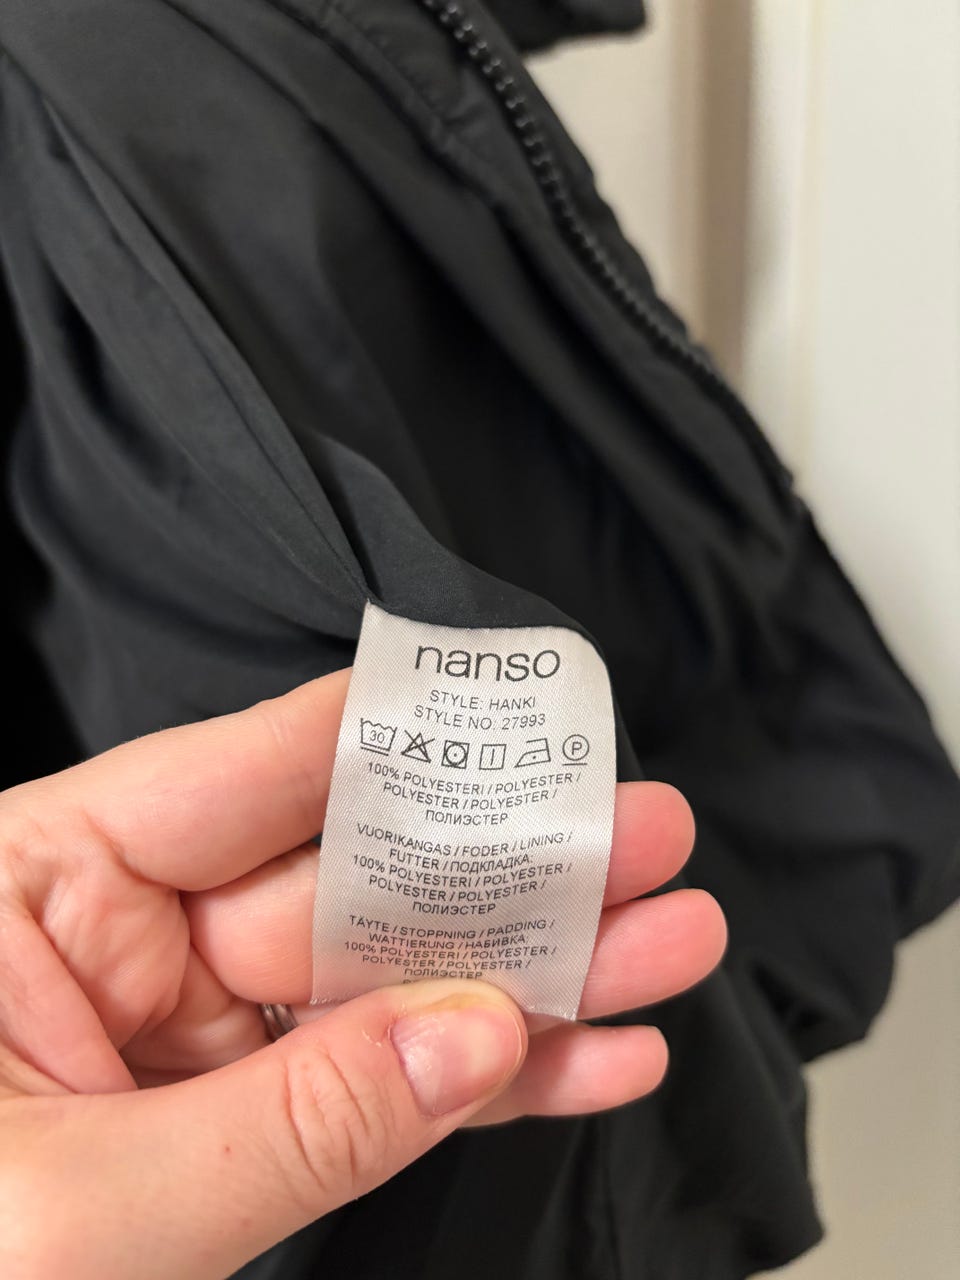 nanso
STYLE: HANKI
STYLE NO. 27993
30 P
100% POLYESTERI / POLYESTER /
POLYESTER / POLYESTER /
ПОЛИЭСТЕР
VUORIKANGAS / FODER / LINING /
FUTTER / ПОДКЛАДКА:
100% POLYESTERI / POLYESTER /
POLYESTER / POLYESTER /
ПОЛИЭСТЕР
TÄYTE / STOPPNING / PADDING /
WATTIERUNG / НАБИВКА:
100% POLYESTERI / POLYESTER /
POLYESTER / POLYESTER /
ПОЛИЭСТЕР